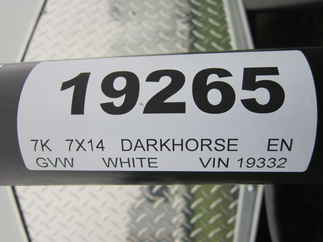 19265
7K 7X14 DARKHORSE EN
GVW WHITE VIN 19332